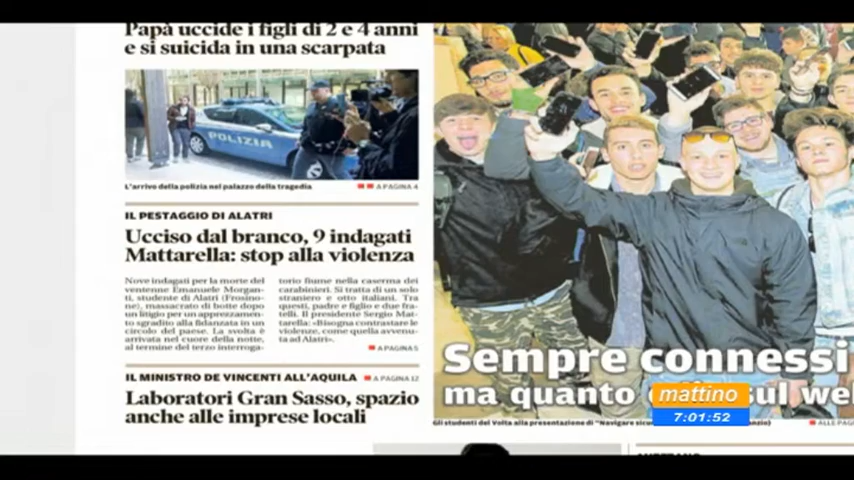 Papà uccide i figli di 2 e 4 anni
e si suicida in una scarpata
POLIZIA
L'arrivo della polizia nel palazzo della tragedia
A PAGINA 4
IL PESTAGGIO DI ALATRI
Ucciso dal branco, 9 indagati
Mattarella: stop alla violenza
Nove indagati per la morte del
ventenne Emanuele Morgan-
ti, studente di Alatri (Frosino-
ne), massacrato di botte dopo
un litigio per un apprezzamen-
to sgradito alla fidanzata in un
circolo del paese. La svolta è
arrivata nel cuore della notte,
al termine del terzo interroga-
torio fiume nella caserma dei
carabinieri. Si tratta di un solo
straniero e otto italiani. Tra
questi, padre e figlio e due fra-
telli. Il presidente Sergio Mat-
tarella: «Bisogna contrastare le
violenze, come quella avvenu-
ta ad Alatri».
A PAGINA 5
IL MINISTRO DE VINCENTI ALL'AQUILA
A PAGINA 12
Laboratori Gran Sasso, spazio
anche alle imprese locali
Sempre connessi
ma quanto sul we
Gli studenti del Volta alla presentazione di "Navigare
ALLE PAG
mattino
7:01:52